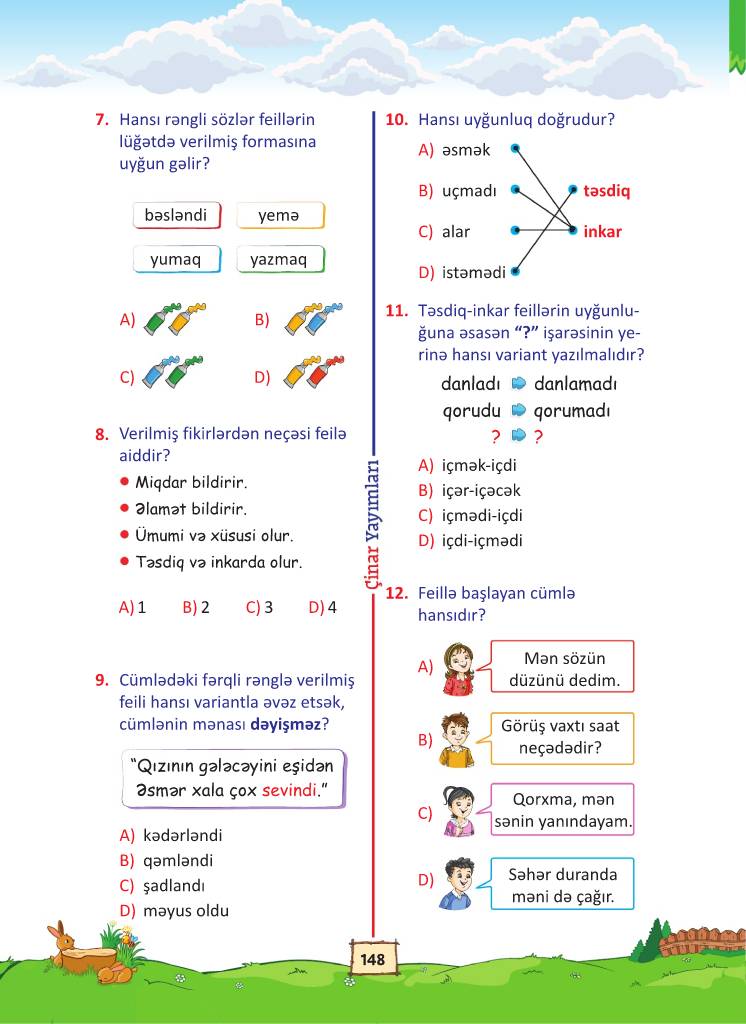 7. Hansı rəngli sözlər feillərin
lüğətdə verilmiş formasına
uyğun gəlir?
bəsləndi yemə
yumaq yazmaq
A) B)
C) D)
8. Verilmiş fikirlərdən neçəsi feilə
aiddir?
• Miqdar bildirir.
• Əlamət bildirir.
• Ümumi və xüsusi olur.
• Təsdiq və inkarda olur.
A) 1 B) 2 C) 3 D) 4
9. Cümlədəki fərqli rənglə verilmiş
feili hansı variantla əvəz etsək,
cümlənin mənası dəyişməz?
“Qızının gələcəyini eşidən
Əsmər xala çox sevindi.”
A) kədərləndi
B) qəmləndi
C) şadlandı
D) məyus oldu
Çinar Yayımları
10. Hansı uyğunluq doğrudur?
A) əsmək
B) uçmadı təsdiq
C) alar inkar
D) istəmədi
11. Təsdiq-inkar feillərin uyğunlu-
ğuna əsasən “?” işarəsinin ye-
rinə hansı variant yazılmalıdır?
danladı danlamadı
qorudu qorumadı
? ?
A) içmək-içdi
B) içər-içəcək
C) içmədi-içdi
D) içdi-içmədi
12. Feillə başlayan cümlə
hansıdır?
A) Mən sözün
düzünü dedim.
B) Görüş vaxtı saat
neçədədir?
C) Qorxma, mən
sənin yanındayam.
D) Səhər duranda
məni də çağır.
148